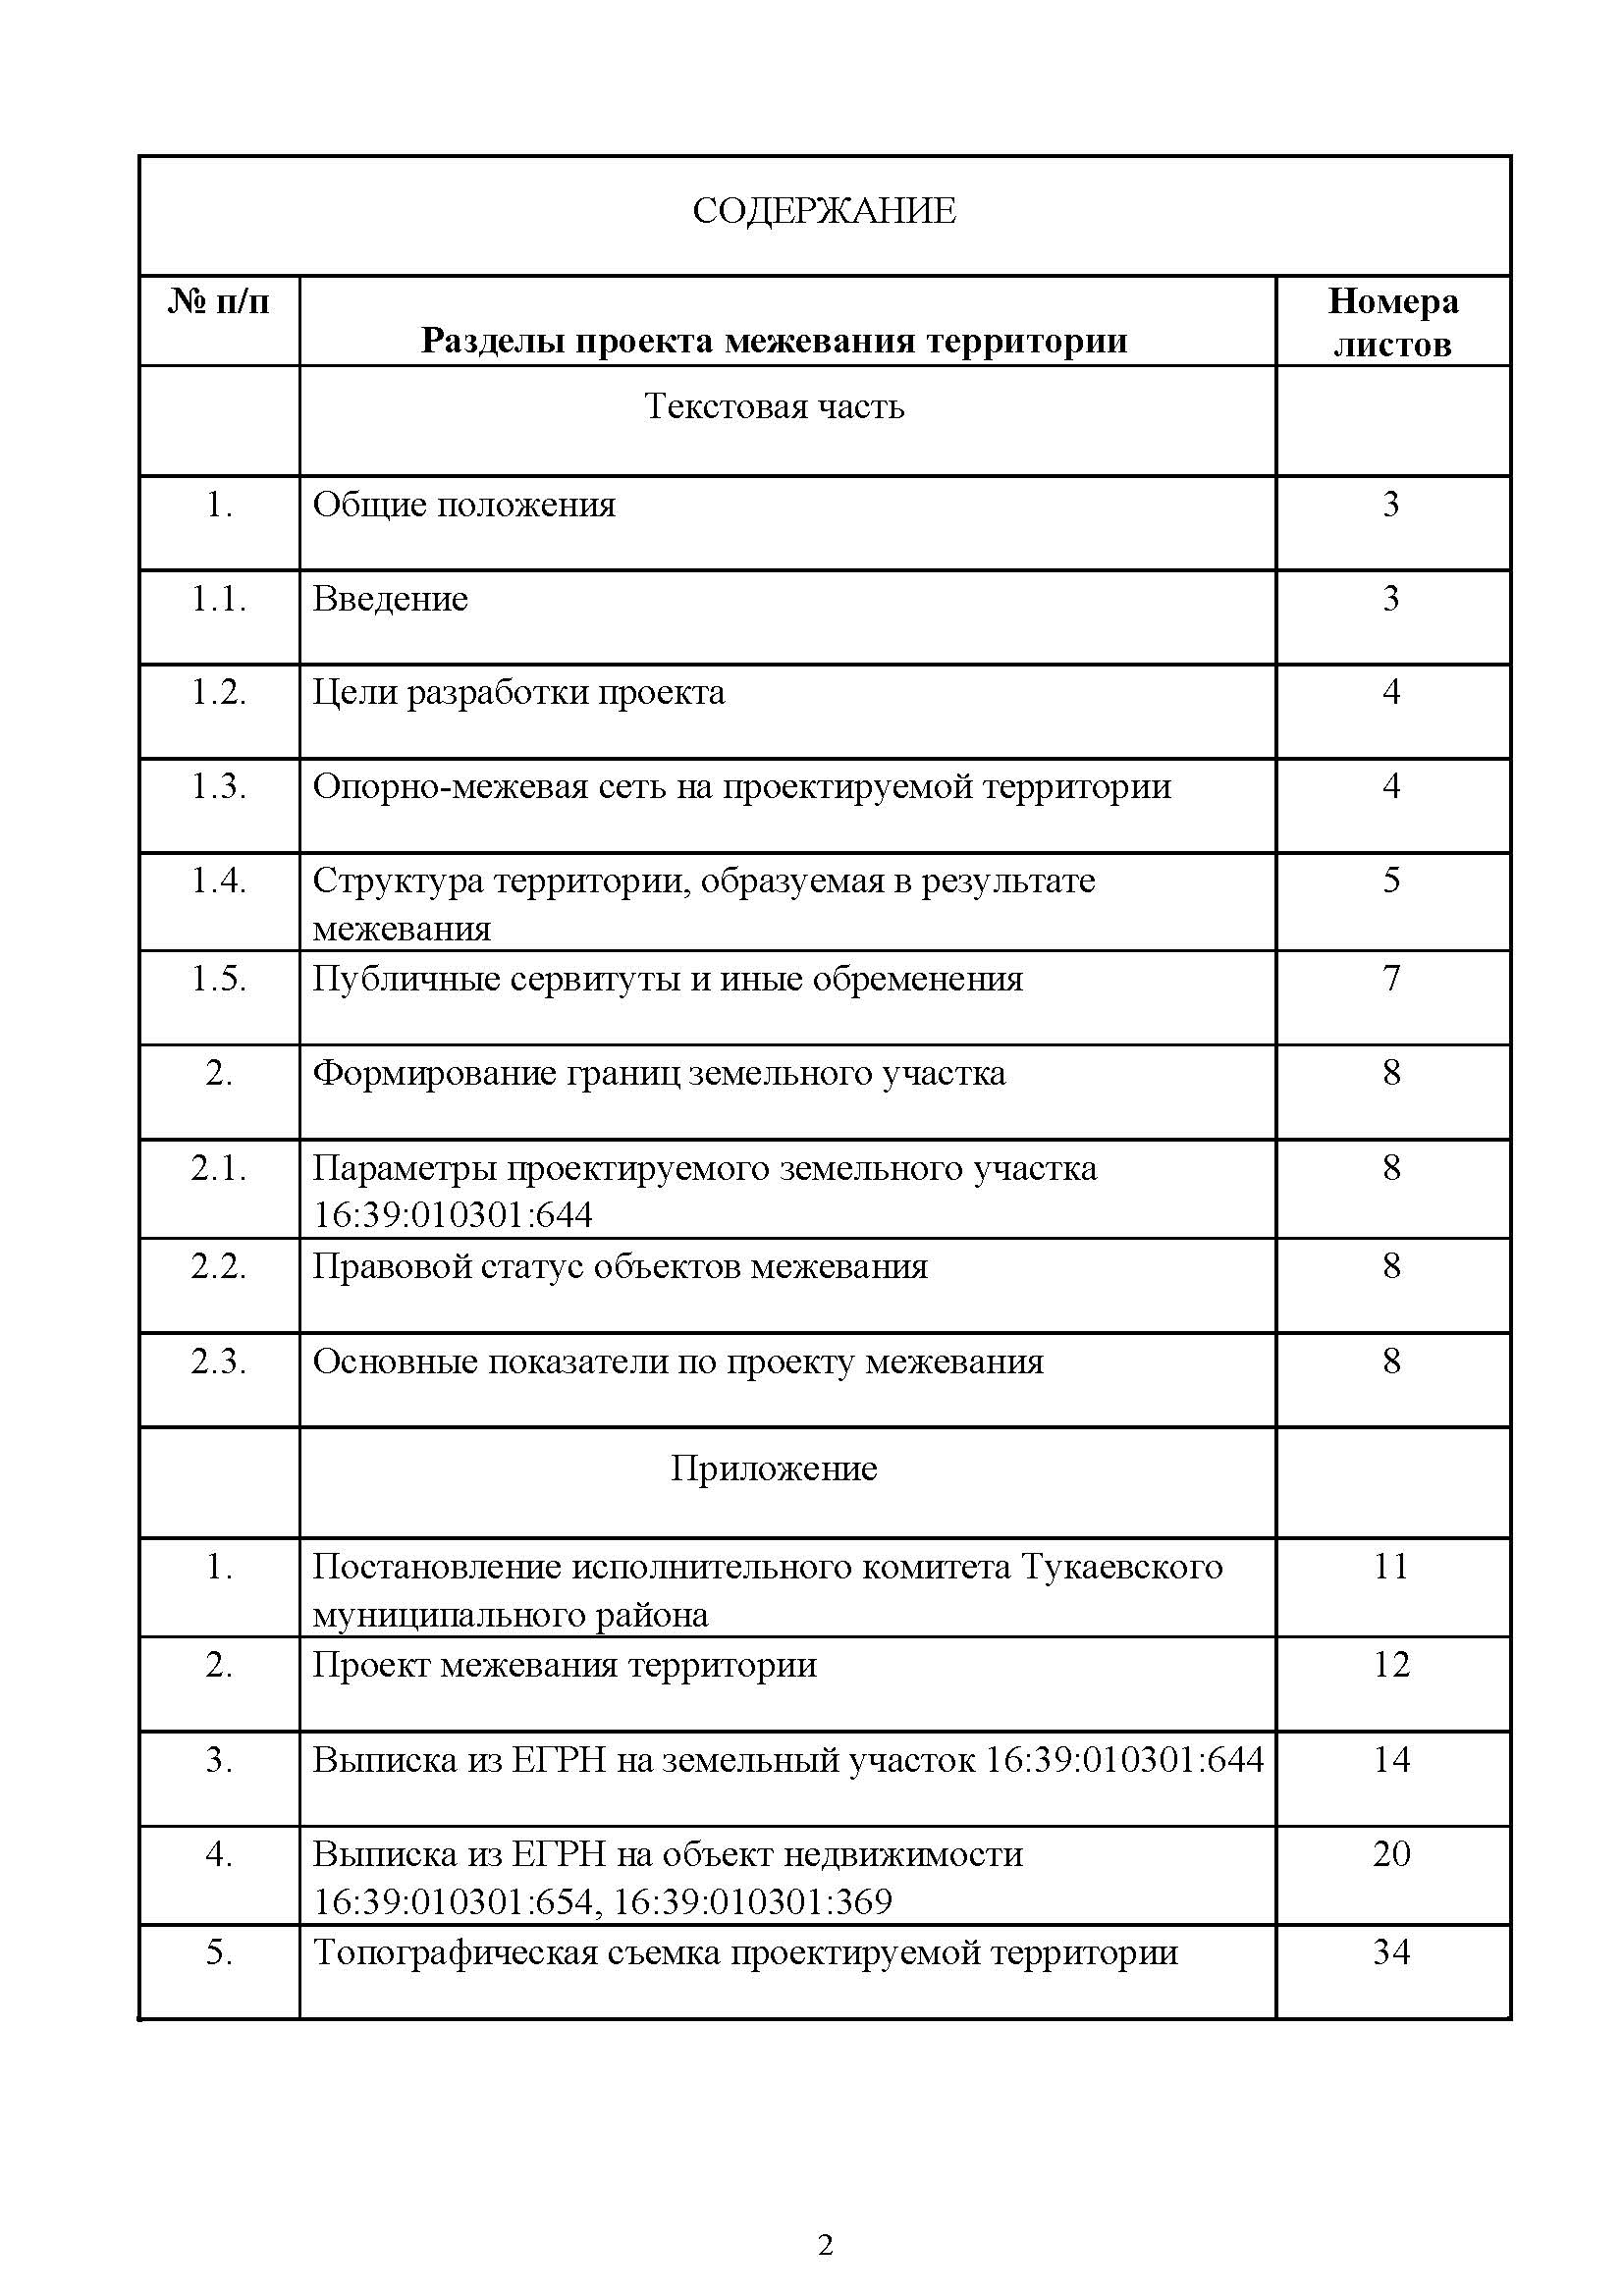 СОДЕРЖАНИЕ
№ п/п Разделы проекта межевания территории Номера
листов
Текстовая часть
1. Общие положения 3
1.1. Введение 3
1.2. Цели разработки проекта 4
1.3. Опорно-межевая сеть на проектируемой территории 4
1.4. Структура территории, образуемая в результате 5
межевания
1.5. Публичные сервитуты и иные обременения 7
2. Формирование границ земельного участка 8
2.1. Параметры проектируемого земельного участка 8
16:39:010301:644
2.2. Правовой статус объектов межевания 8
2.3. Основные показатели по проекту межевания 8
Приложение
1. Постановление исполнительного комитета Тукаевского 11
муниципального района
2. Проект межевания территории 12
3. Выписка из ЕГРН на земельный участок 16:39:010301:644 14
4. Выписка из ЕГРН на объект недвижимости 20
16:39:010301:654, 16:39:010301:369
5. Топографическая съемка проектируемой территории 34
2